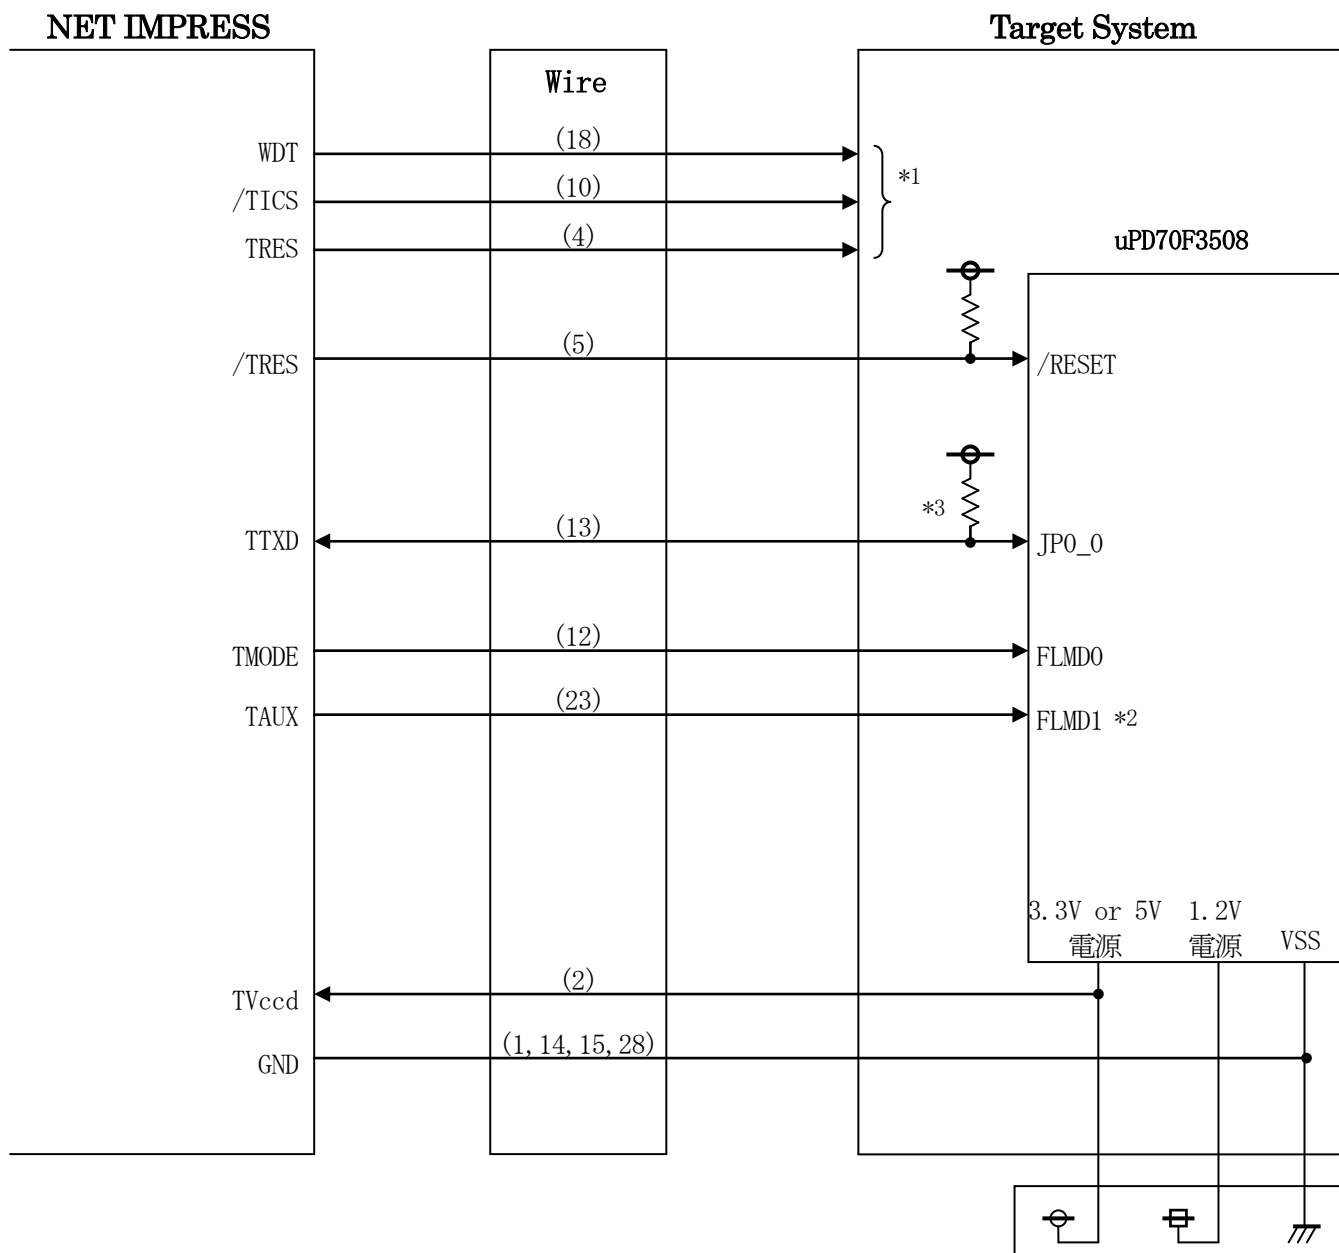 NET IMPRESS
Target System
Wire
WDT (18)
*1
/TICS (10)
TRES (4)
uPD70F3508
/TRES (5) /RESET
*3
TTXD (13) JP0_0
TMODE (12) FLMD0
TAUX (23) FLMD1 *2
3.3V or 5V 1.2V
電源 電源 VSS
TVccd (2)
GND (1,14,15,28)